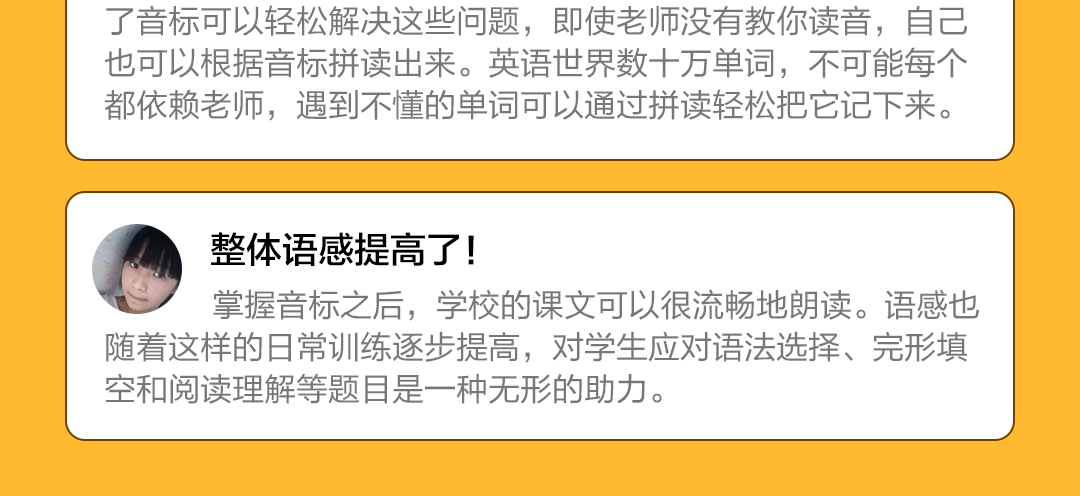 了音标可以轻松解决这些问题，即使老师没有教你读音，自己
也可以根据音标拼读出来。英语世界数十万单词，不可能每个
都依赖老师，遇到不懂的单词可以通过拼读轻松把它记下来。
整体语感提高了！
掌握音标之后，学校的课文可以很流畅地朗读。语感也
随着这样的日常训练逐步提高，对学生应对语法选择、完形填
空和阅读理解等题目是一种无形的助力。